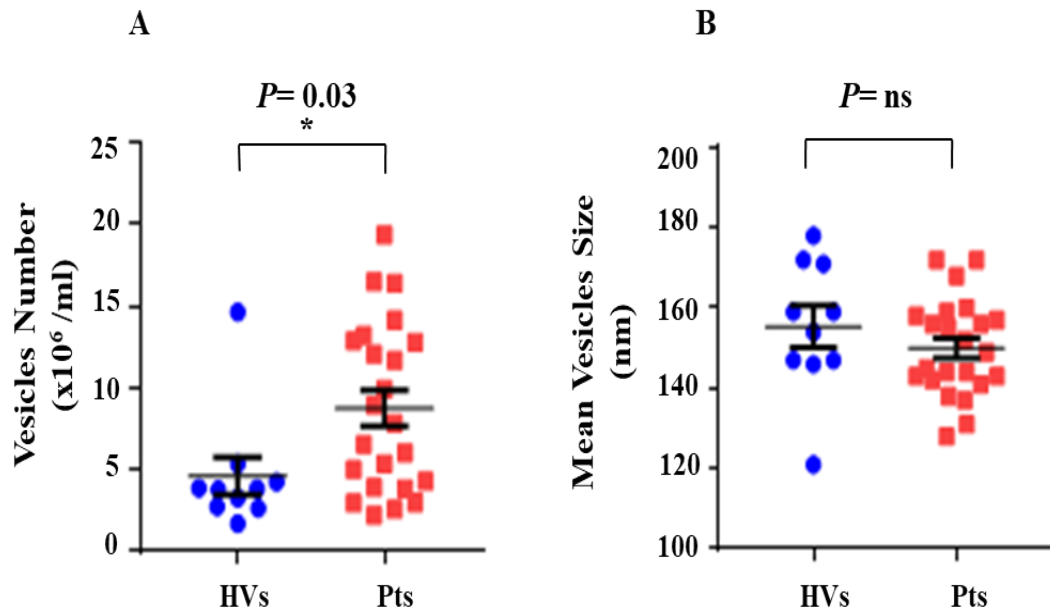 A
P= 0.03
*
Vesicles Number
(x10⁶ /ml)
25
20
15
10
5
0
HVs
Pts
B
P= ns
Mean Vesicles Size
(nm)
200
180
160
140
120
100
HVs
Pts